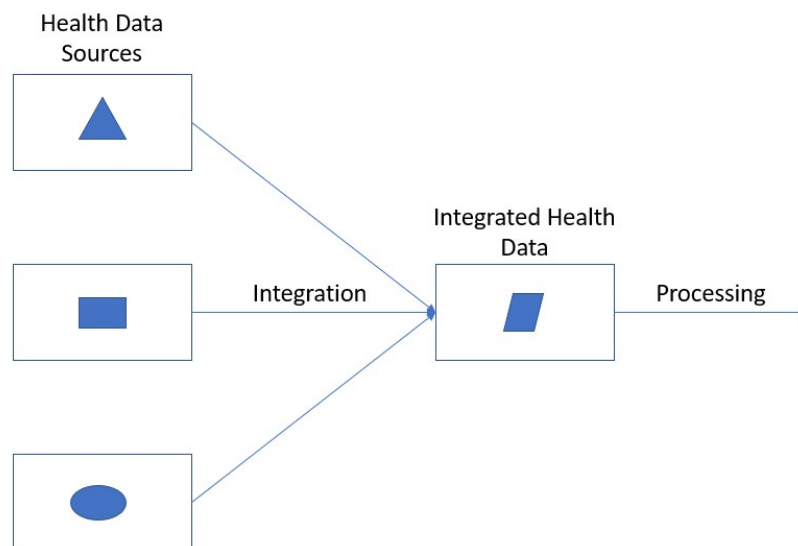 Health Data
Sources
Integrated Health
Data
Integration
Processing